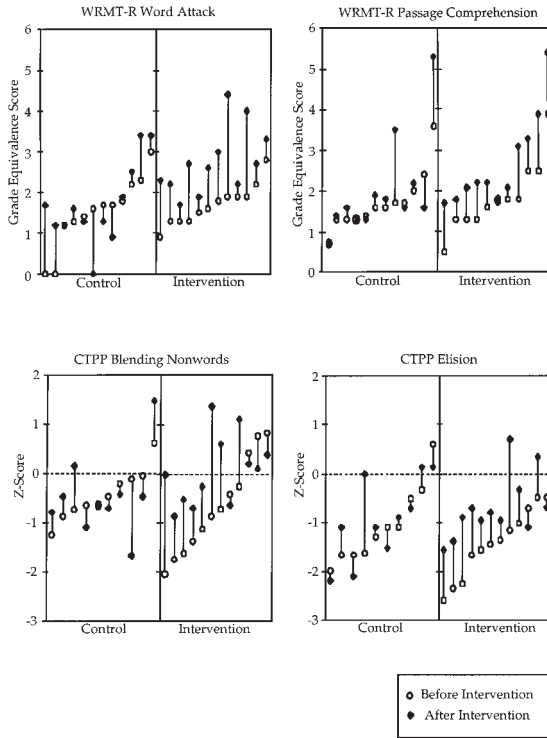 WRMT-R Word Attack
WRMT-R Passage Comprehension
Grade Equivalence Score
6
5
4
3
2
1
0
Control
Intervention
Grade Equivalence Score
6
5
4
3
2
1
0
Control
Intervention
CTPP Blending Nonwords
CTPP Elision
Z-Score
2
1
0
-1
-2
-3
Control
Intervention
Z-Score
2
1
0
-1
-2
-3
Control
Intervention
Before Intervention
After Intervention